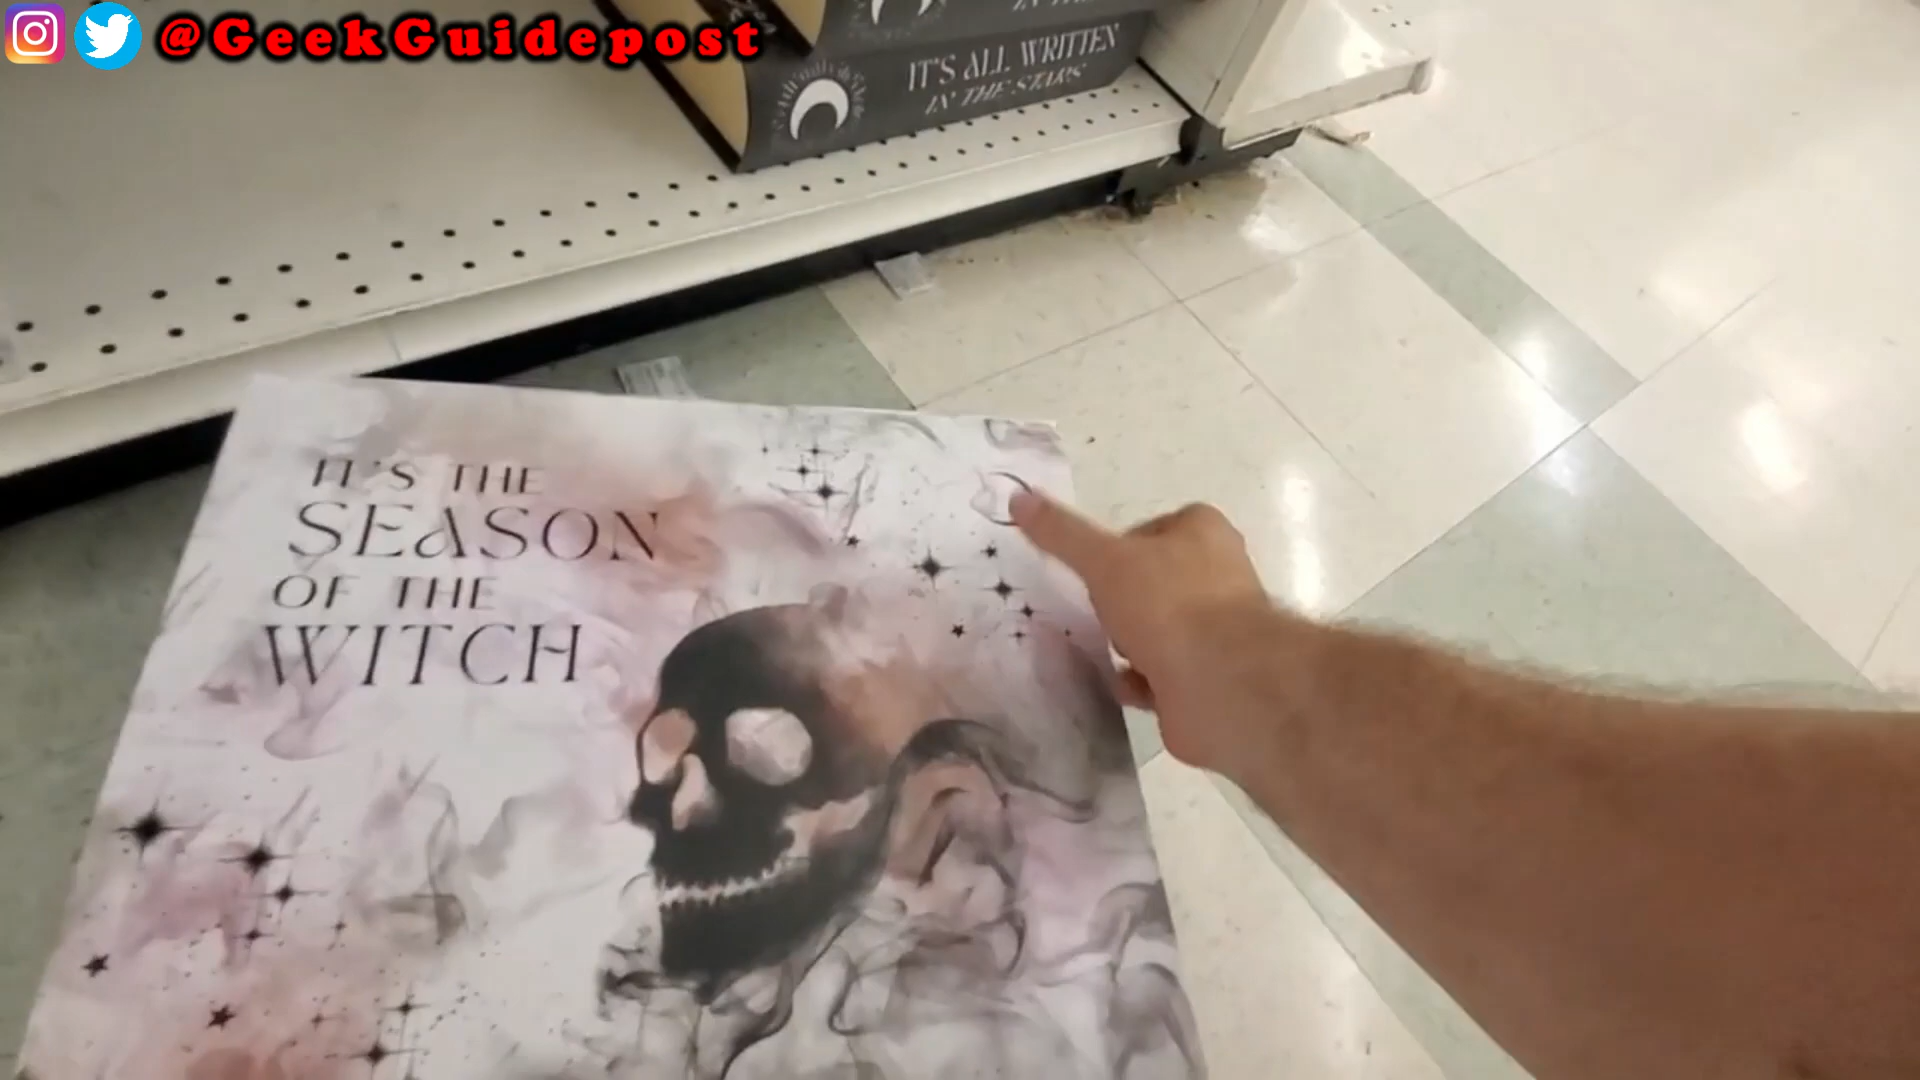 @GeekGuidepost
IT'S ALL WRITTEN
IN THE STARS
IT'S THE
SEASON
OF THE
WITCH